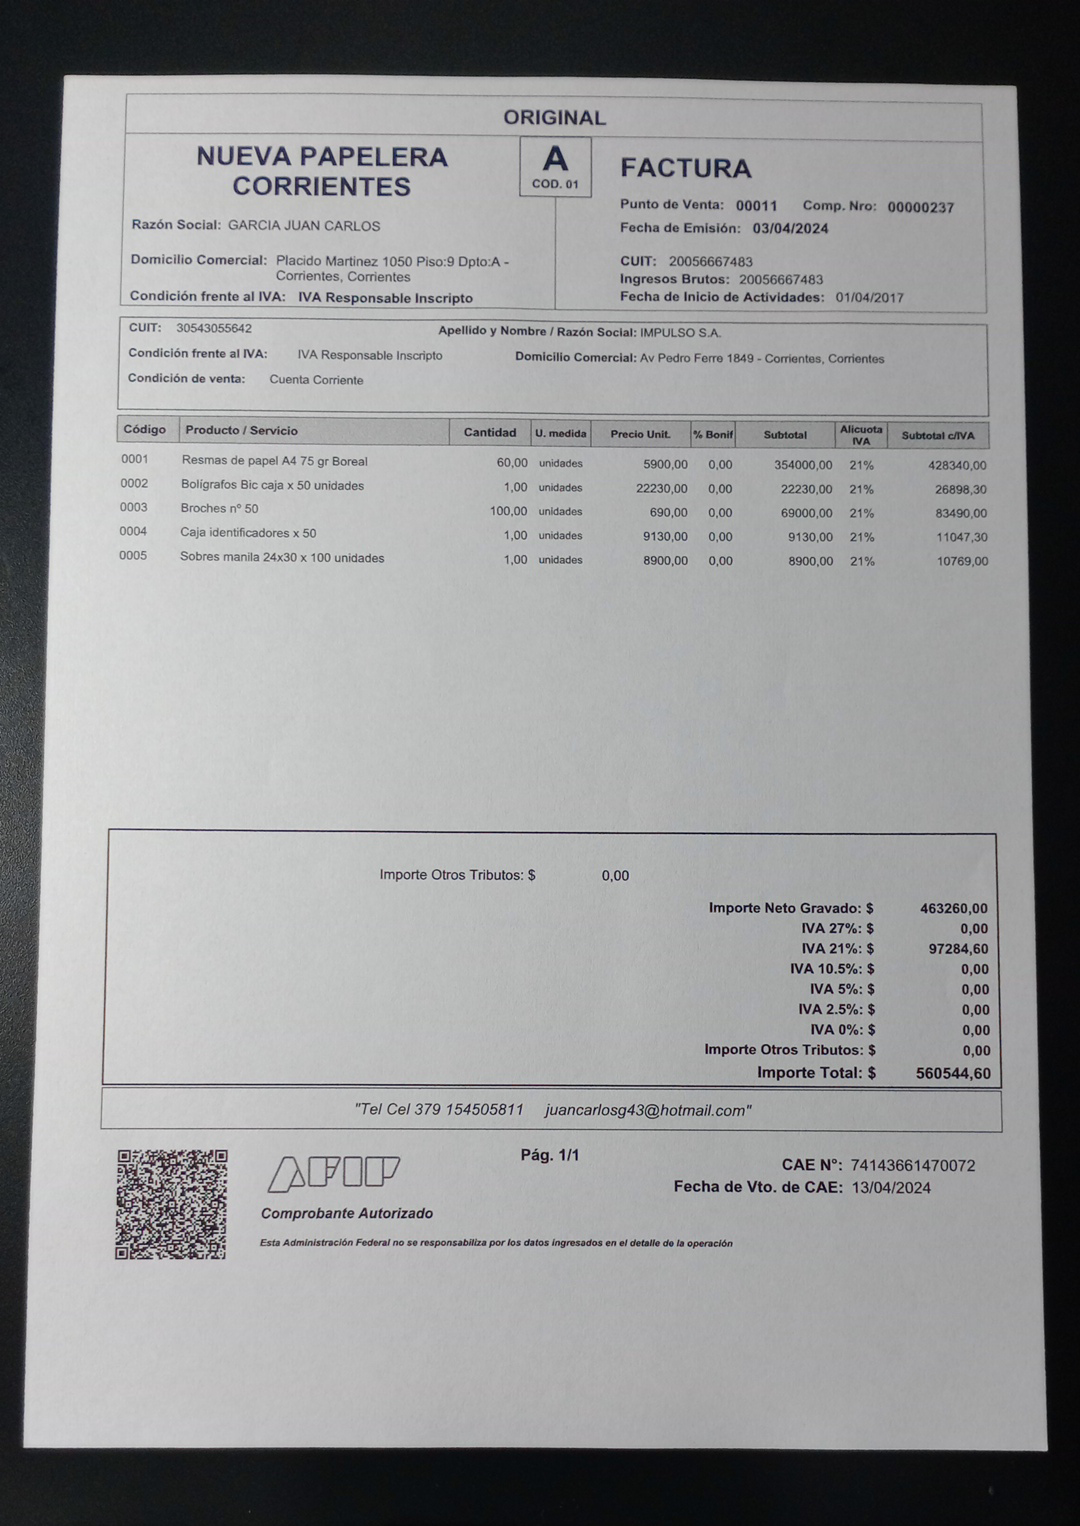 ORIGINAL
NUEVA PAPELERA
CORRIENTES
A
COD. 01
FACTURA
Punto de Venta: 00011 Comp. Nro: 00000237
Fecha de Emisión: 03/04/2024
Razón Social: GARCIA JUAN CARLOS
Domicilio Comercial: Placido Martinez 1050 Piso:9 Dpto:A -
Corrientes, Corrientes
Condición frente al IVA: IVA Responsable Inscripto
CUIT: 20056667483
Ingresos Brutos: 20056667483
Fecha de Inicio de Actividades: 01/04/2017
CUIT: 30543055642 Apellido y Nombre / Razón Social: IMPULSO S.A.
Condición frente al IVA: IVA Responsable Inscripto Domicilio Comercial: Av Pedro Ferre 1849 - Corrientes, Corrientes
Condición de venta: Cuenta Corriente
Código Producto / Servicio Cantidad U. medida Precio Unit. % Bonif Subtotal Alicuota IVA Subtotal c/IVA
0001 Resmas de papel A4 75 gr Boreal 60,00 unidades 5900,00 0,00 354000,00 21% 428340,00
0002 Bolígrafos Bic caja x 50 unidades 1,00 unidades 22230,00 0,00 22230,00 21% 26898,30
0003 Broches nº 50 100,00 unidades 690,00 0,00 69000,00 21% 83490,00
0004 Caja identificadores x 50 1,00 unidades 9130,00 0,00 9130,00 21% 11047,30
0005 Sobres manila 24x30 x 100 unidades 1,00 unidades 8900,00 0,00 8900,00 21% 10769,00
Importe Otros Tributos: $ 0,00
Importe Neto Gravado: $ 463260,00
IVA 27%: $ 0,00
IVA 21%: $ 97284,60
IVA 10.5%: $ 0,00
IVA 5%: $ 0,00
IVA 2.5%: $ 0,00
IVA 0%: $ 0,00
Importe Otros Tributos: $ 0,00
Importe Total: $ 560544,60
"Tel Cel 379 154505811 juancarlosg43@hotmail.com"
AFIP
Comprobante Autorizado
Esta Administración Federal no se responsabiliza por los datos ingresados en el detalle de la operación
Pág. 1/1
CAE N°: 74143661470072
Fecha de Vto. de CAE: 13/04/2024